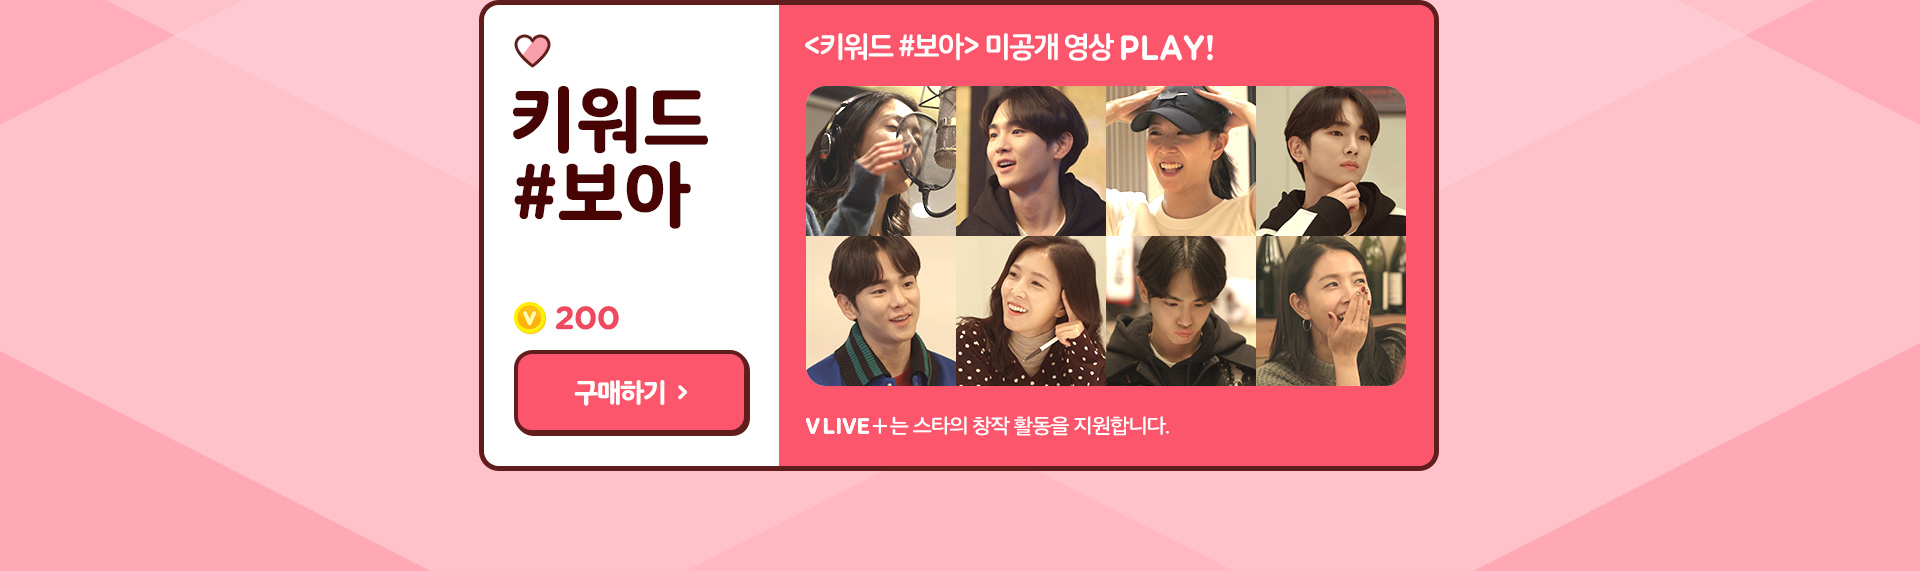 키워드
#보아
V 200
구매하기 >
<키워드 #보아> 미공개 영상 PLAY!
V LIVE+는 스타의 창작 활동을 지원합니다.